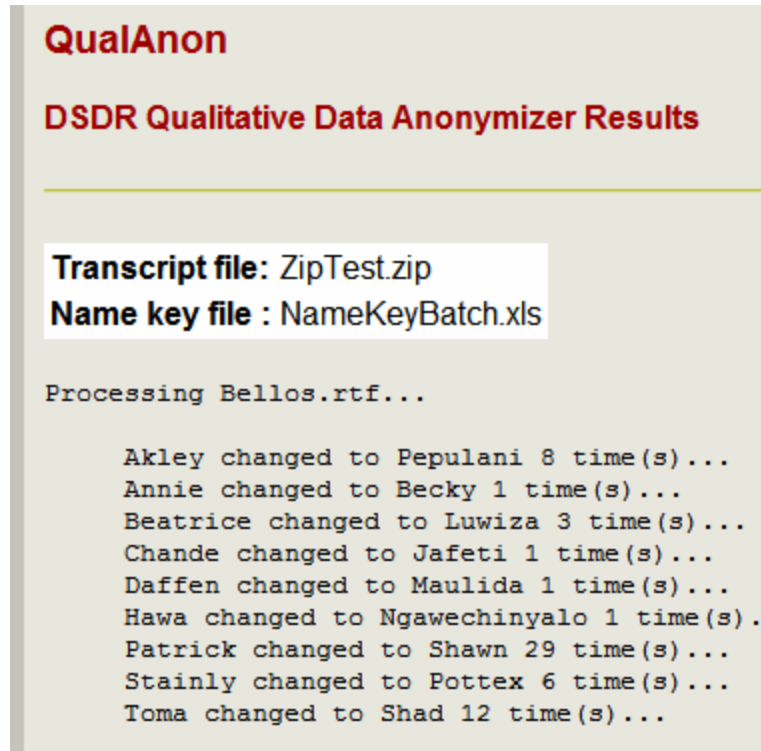 QualAnon
DSDR Qualitative Data Anonymizer Results
Transcript file: ZipTest.zip
Name key file : NameKeyBatch.xls
Processing Bellos.rtf...
Akley changed to Pepulani 8 time(s)...
Annie changed to Becky 1 time(s)...
Beatrice changed to Luwiza 3 time(s)...
Chande changed to Jafeti 1 time(s)...
Daffen changed to Maulida 1 time(s)...
Hawa changed to Ngawechinyalo 1 time(s).
Patrick changed to Shawn 29 time(s)...
Stainly changed to Pottex 6 time(s)...
Toma changed to Shad 12 time(s)...